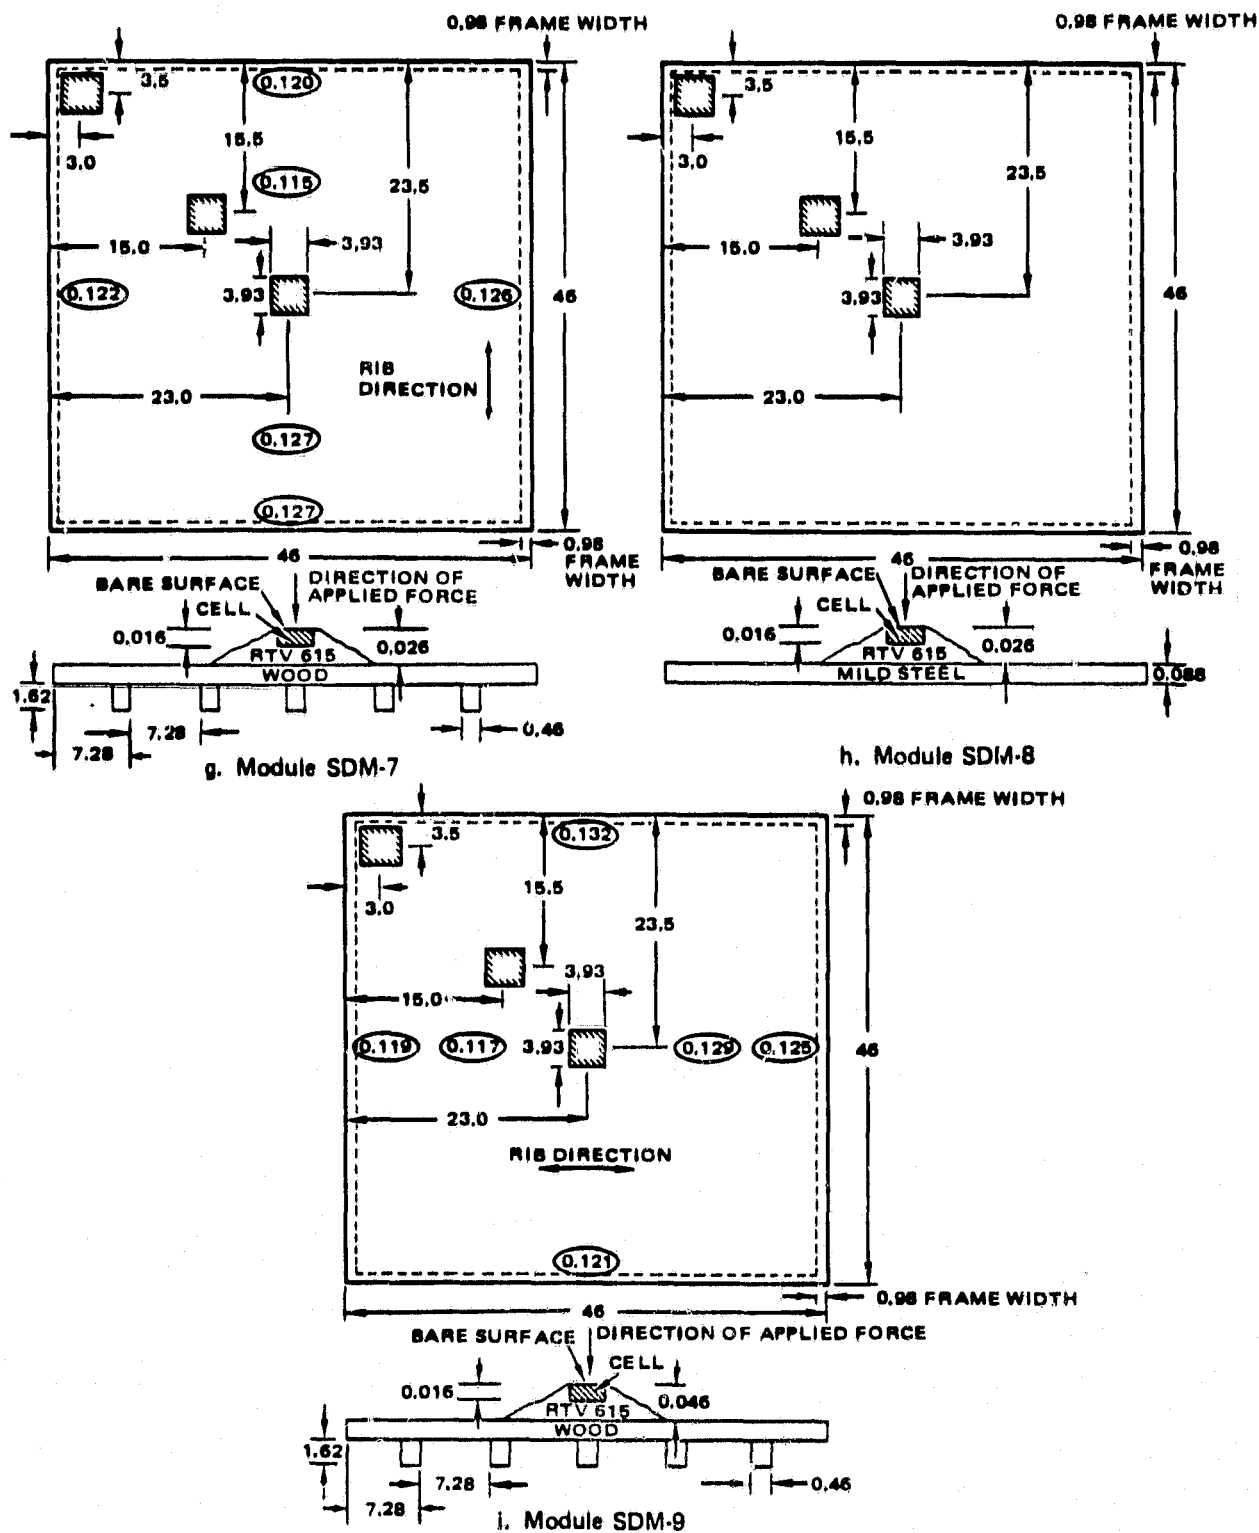 0.98 FRAME WIDTH
3.5
0.120
15.5
3.0
0.115
23.5
15.0
3.93
0.122
3.93
0.126
46
RIB
DIRECTION
23.0
0.127
0.127
46
0.98
FRAME
WIDTH
BARE SURFACE
DIRECTION OF
APPLIED FORCE
CELL
0.016
0.026
RTV 615
WOOD
1.62
7.28
0.46
7.28
g. Module SDM-7
0.98 FRAME WIDTH
3.5
15.5
3.0
23.5
15.0
3.93
3.93
46
23.0
46
0.98
FRAME
WIDTH
BARE SURFACE
DIRECTION OF
APPLIED FORCE
CELL
0.016
0.026
RTV 615
MILD STEEL
0.088
h. Module SDM-8
0.98 FRAME WIDTH
3.5
0.132
15.5
3.0
23.5
3.93
15.0
0.119
0.117
3.93
0.129
0.125
46
23.0
RIB DIRECTION
0.121
0.98 FRAME WIDTH
46
BARE SURFACE
DIRECTION OF APPLIED FORCE
CELL
0.016
0.046
RTV 615
WOOD
1.62
7.28
0.46
7.28
i. Module SDM-9